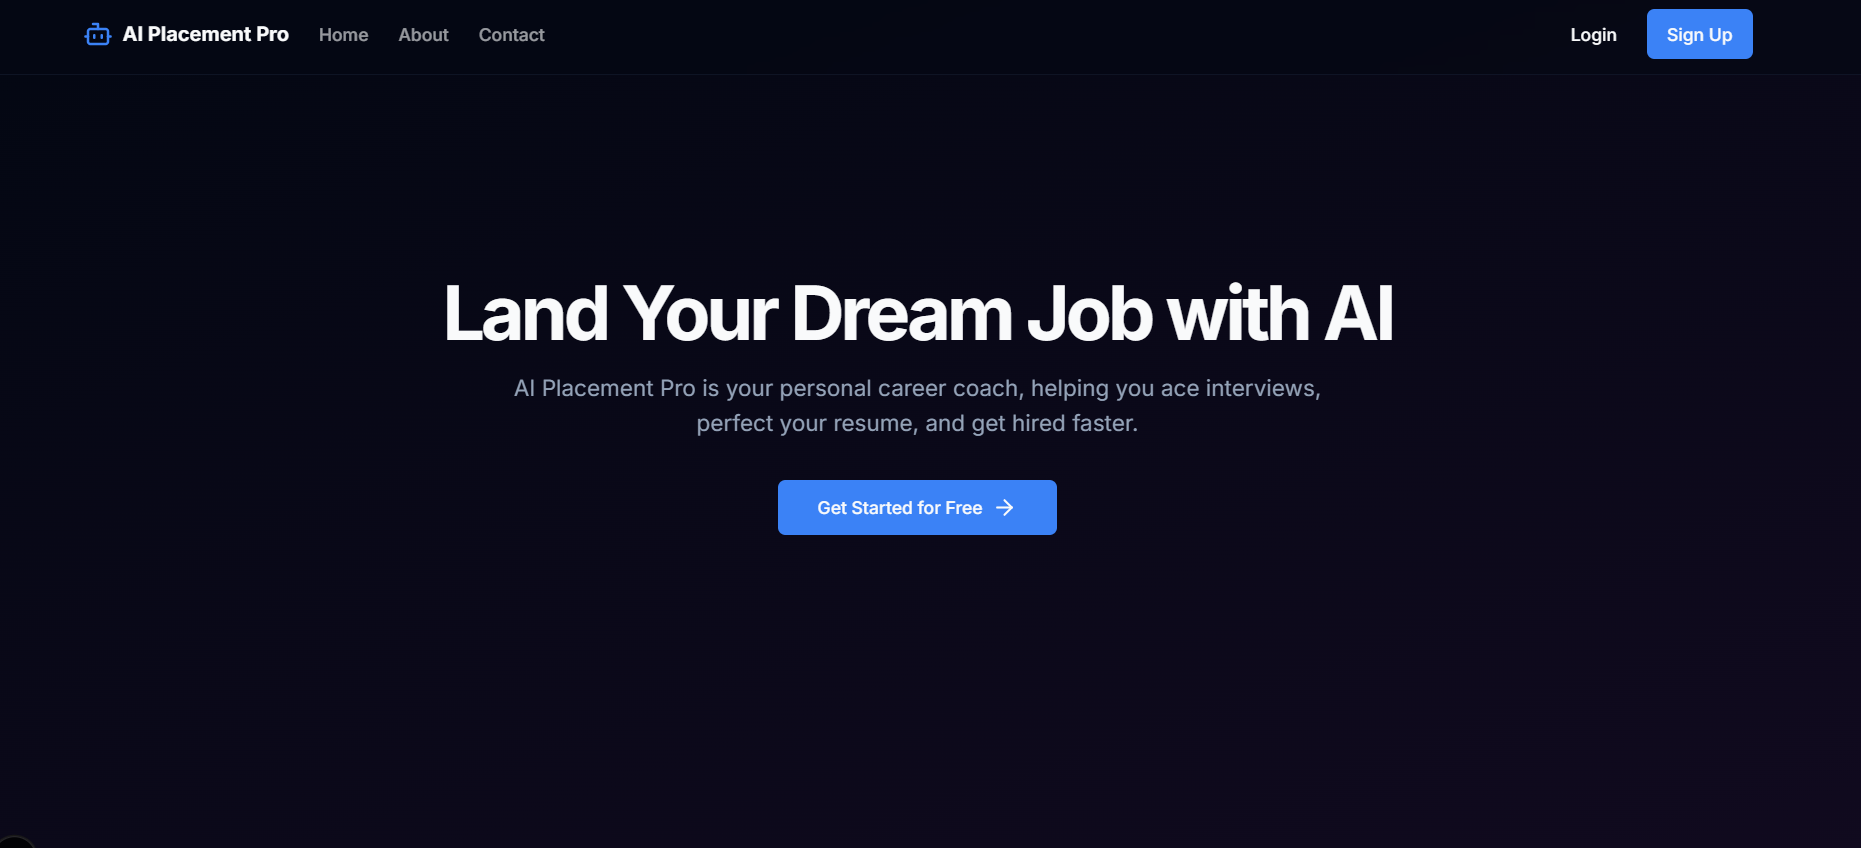 AI Placement Pro Home About Contact Login Sign Up
Land Your Dream Job with AI
AI Placement Pro is your personal career coach, helping you ace interviews,
perfect your resume, and get hired faster.
Get Started for Free